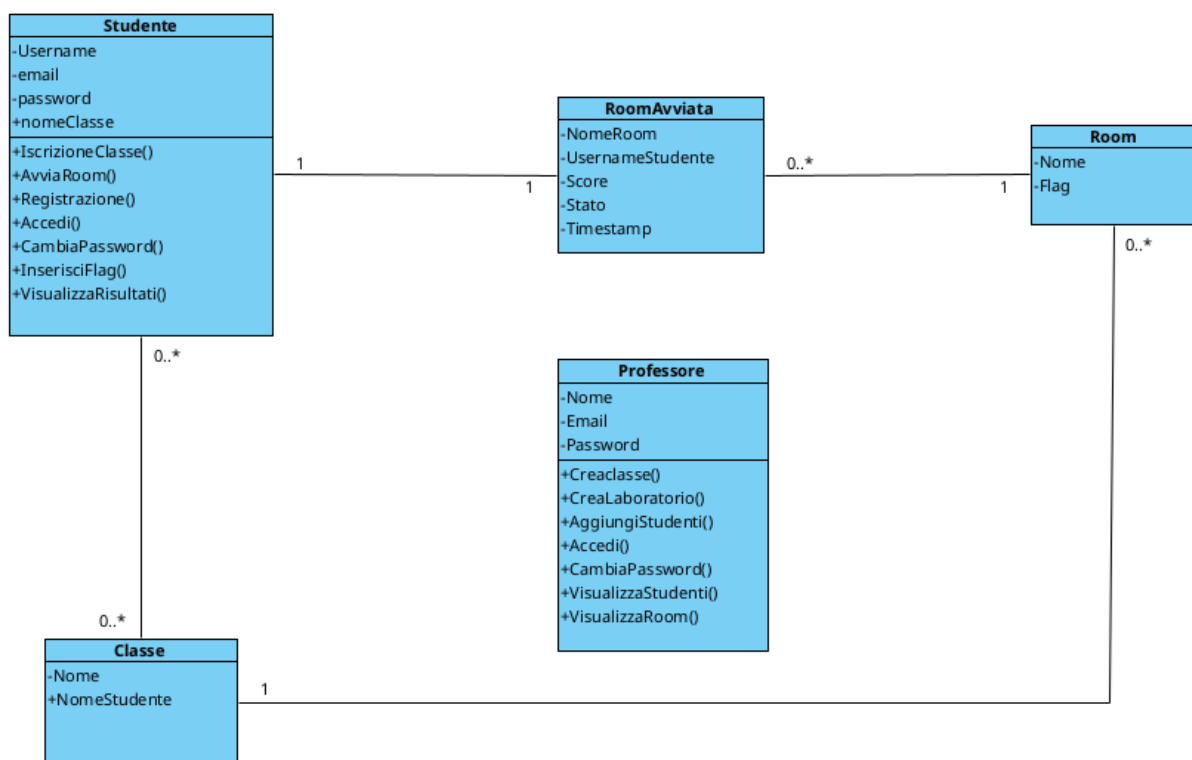 Studente
-Username
-email
-password
+nomeClasse
+IscrizioneClasse()
+AvviaRoom()
+Registrazione()
+Accedi()
+CambiaPassword()
+InserisciFlag()
+VisualizzaRisultati()
1
1
RoomAvviata
-NomeRoom
-UsernameStudente
-Score
-Stato
-Timestamp
0..*
1
Room
-Nome
-Flag
0..*
0..*
Professore
-Nome
-Email
-Password
+Creaclasse()
+CreaLaboratorio()
+AggiungiStudenti()
+Accedi()
+CambiaPassword()
+VisualizzaStudenti()
+VisualizzaRoom()
0..*
Classe
-Nome
+NomeStudente
1